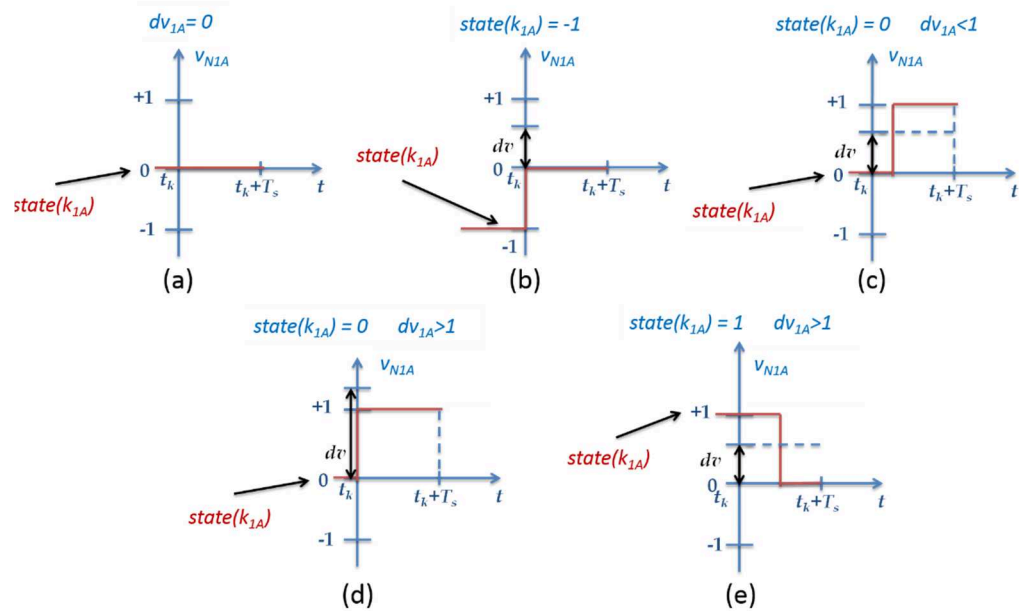 dv1A= 0
vN1A
+1
0
tk
tk+Ts
t
state(k1A)
-1
(a)
state(k1A) = -1
vN1A
+1
state(k1A)
dv
0
tk
tk+Ts
t
-1
(b)
state(k1A) = 0 dv1A<1
vN1A
+1
dv
0
tk
tk+Ts
t
state(k1A)
-1
(c)
state(k1A) = 0 dv1A>1
vN1A
+1
dv
0
tk
tk+Ts
t
state(k1A)
-1
(d)
state(k1A) = 1 dv1A>1
vN1A
+1
state(k1A)
dv
0
tk
tk+Ts
t
-1
(e)